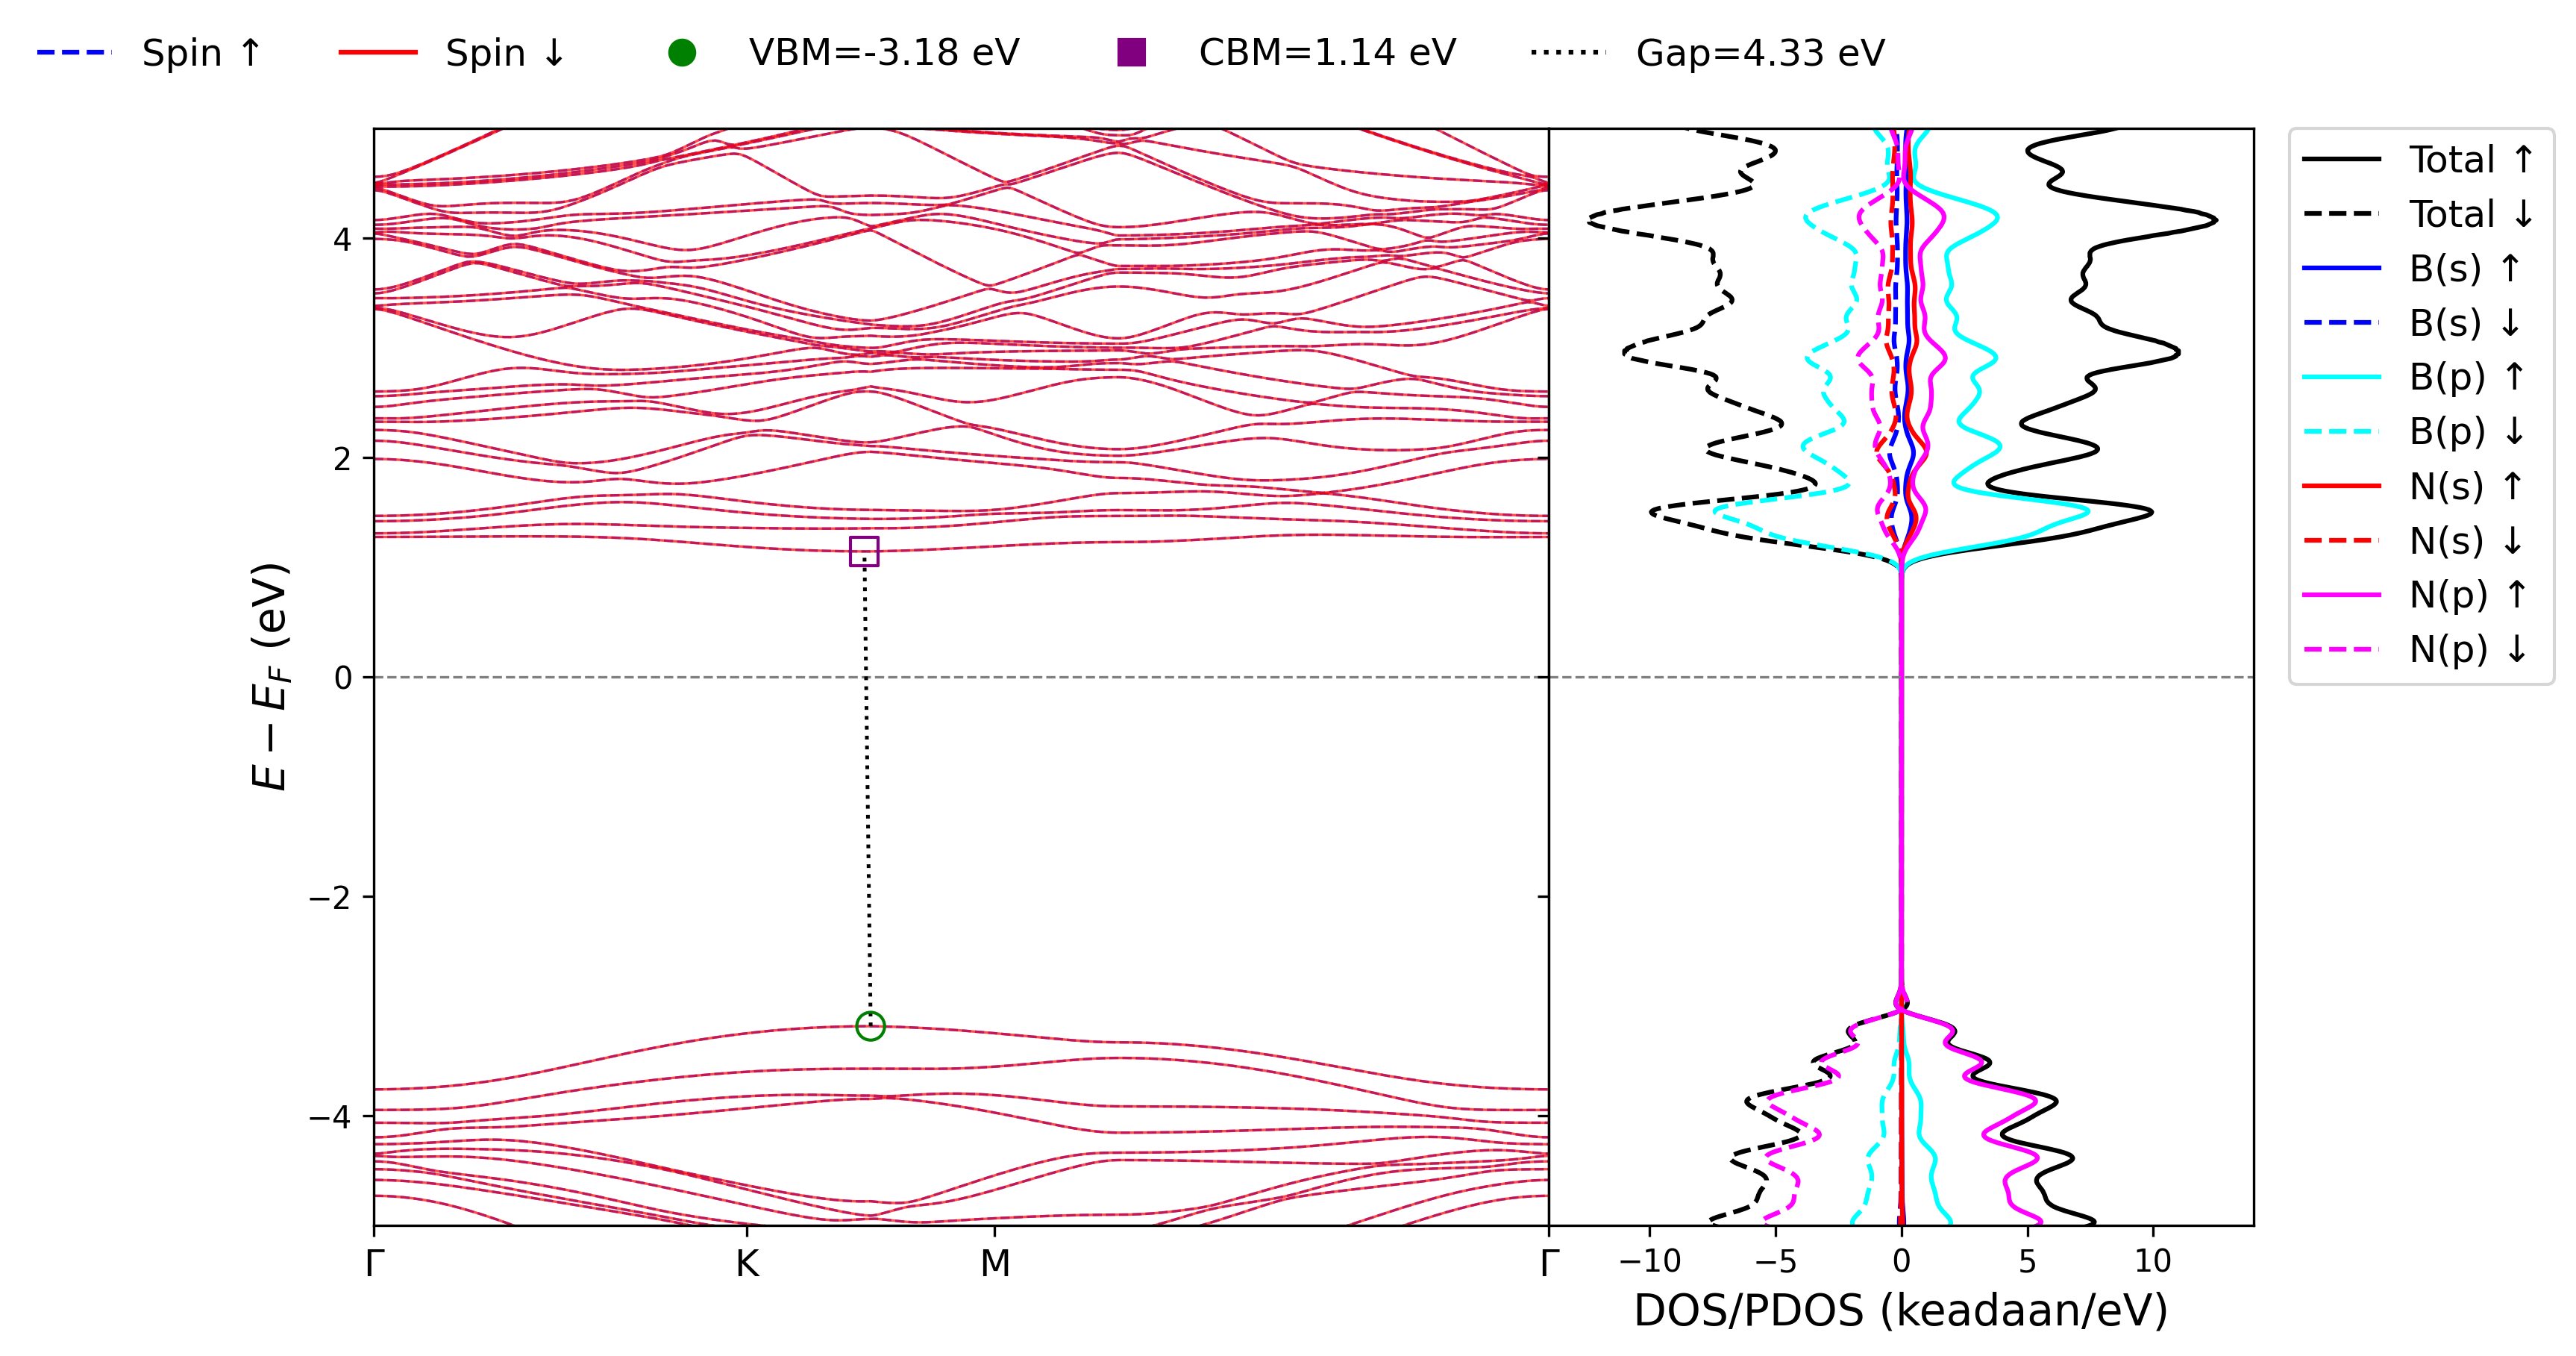 Spin ↑
Spin ↓
VBM=-3.18 eV
CBM=1.14 eV
Gap=4.33 eV
E − E_F (eV)
4
2
0
−2
−4
Γ
K
M
Γ
−10
−5
0
5
10
DOS/PDOS (keadaan/eV)
Total ↑
Total ↓
B(s) ↑
B(s) ↓
B(p) ↑
B(p) ↓
N(s) ↑
N(s) ↓
N(p) ↑
N(p) ↓